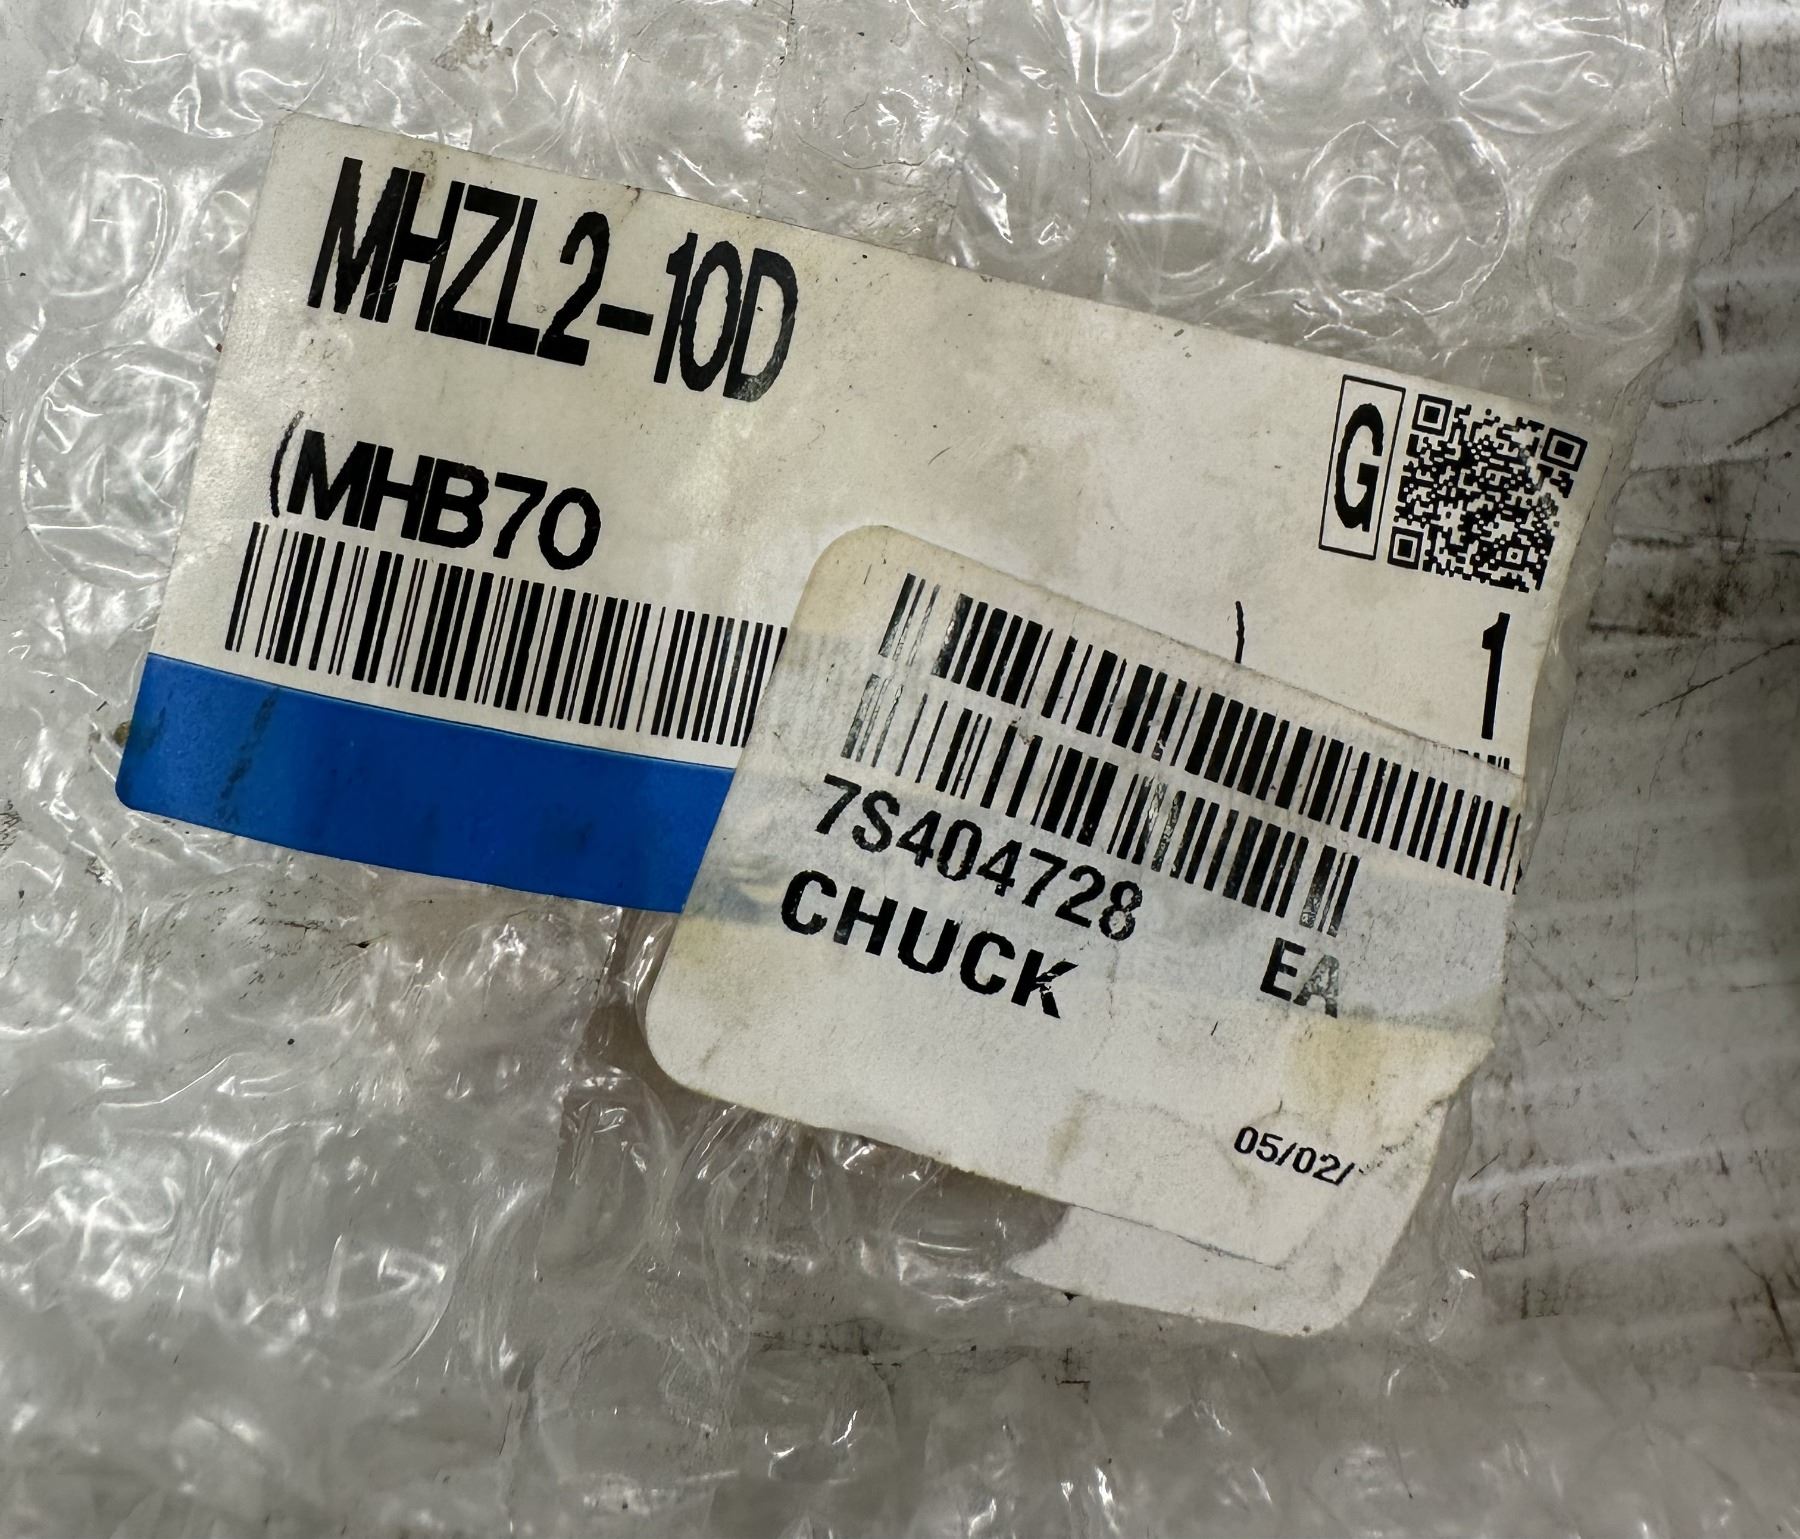 MHZL2-10D
G
(MHB70 )
1
7S404728
CHUCK EA
05/02/